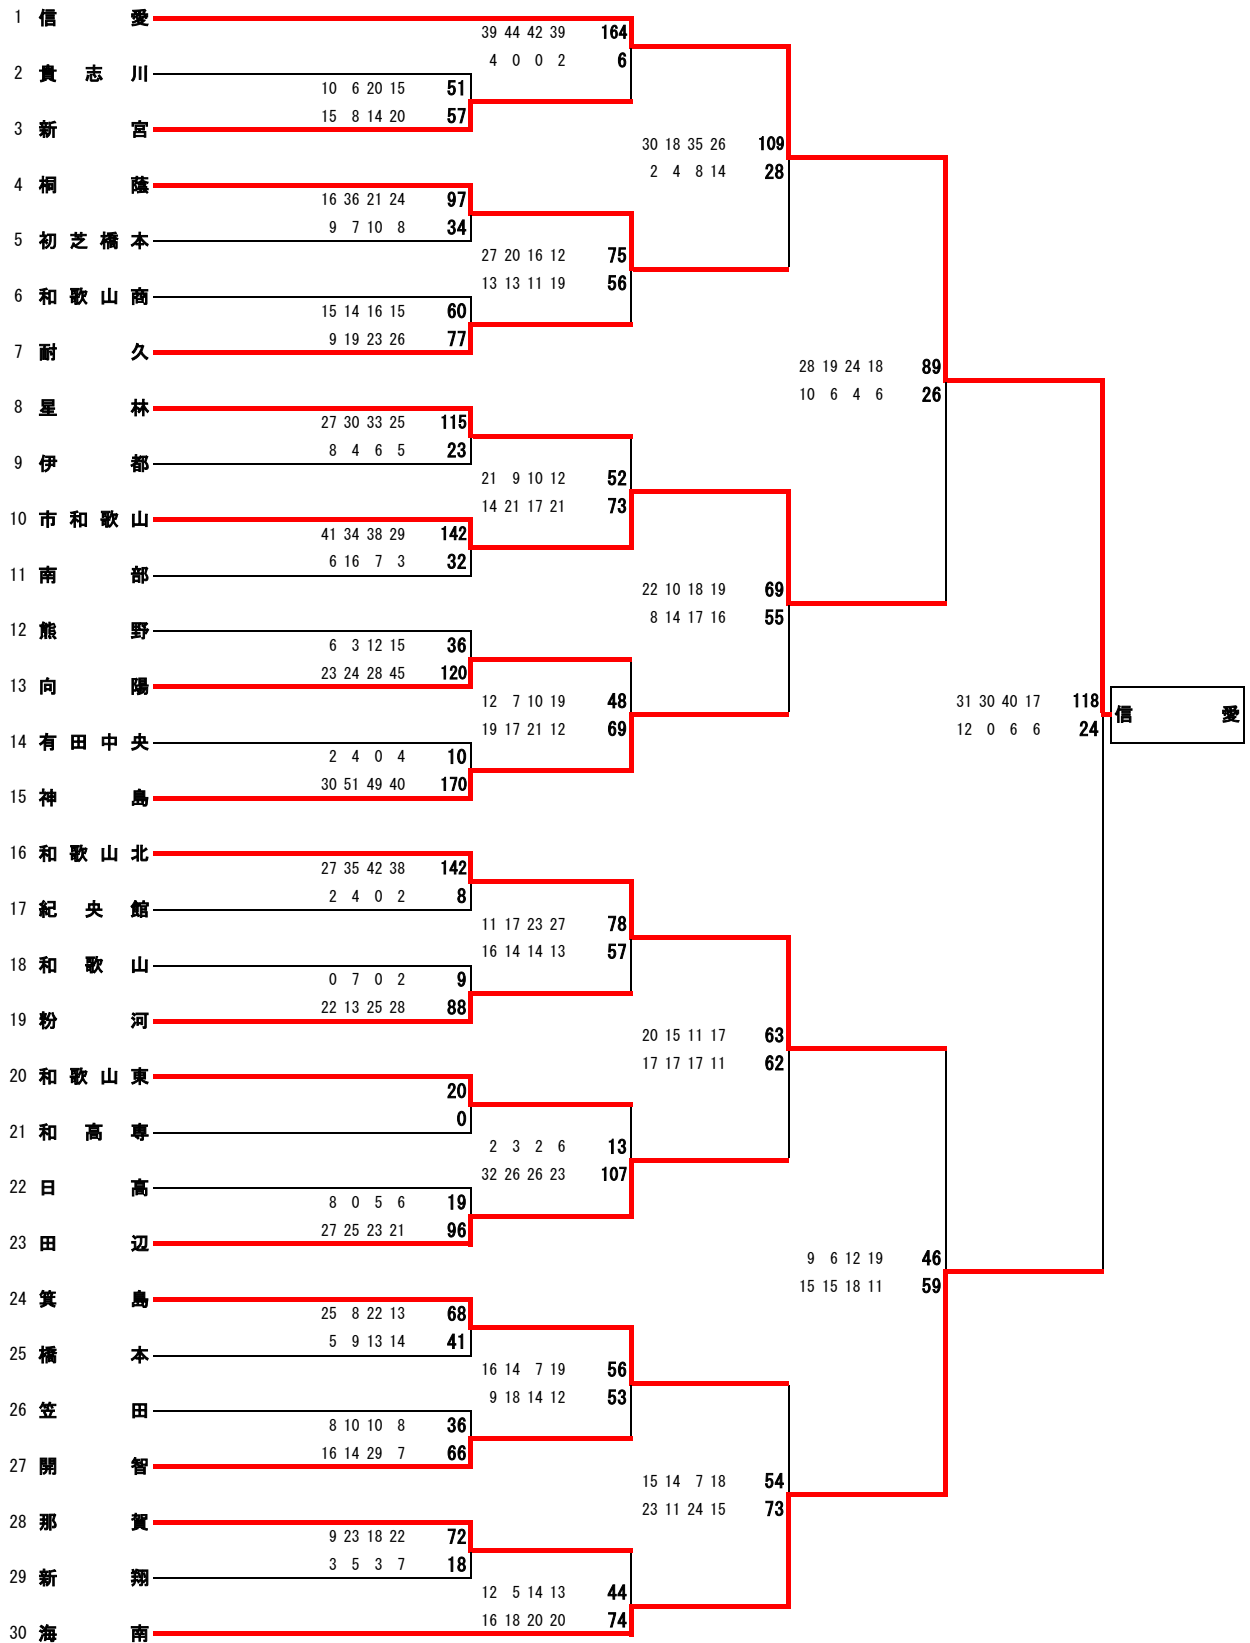 1 信愛
39 44 42 39 164
4 0 0 2 6
2 貴志川
10 6 20 15 51
15 8 14 20 57
3 新宮
30 18 35 26 109
2 4 8 14 28
4 桐蔭
16 36 21 24 97
9 7 10 8 34
5 初芝橋本
27 20 16 12 75
13 13 11 19 56
6 和歌山商
15 14 16 15 60
9 19 23 26 77
7 耐久
28 19 24 18 89
10 6 4 6 26
8 星林
27 30 33 25 115
8 4 6 5 23
9 伊都
21 9 10 12 52
14 21 17 21 73
10 市和歌山
41 34 38 29 142
6 16 7 3 32
11 南部
22 10 18 19 69
8 14 17 16 55
12 熊野
6 3 12 15 36
23 24 28 45 120
13 向陽
12 7 10 19 48
19 17 21 12 69
31 30 40 17 118
12 0 6 6 24
信愛
14 有田中央
2 4 0 4 10
30 51 49 40 170
15 神島
16 和歌山北
27 35 42 38 142
2 4 0 2 8
17 紀央館
11 17 23 27 78
16 14 14 13 57
18 和歌山
0 7 0 2 9
22 13 25 28 88
19 粉河
20 15 11 17 63
17 17 17 11 62
20 和歌山東
20
0
21 和高専
2 3 2 6 13
32 26 26 23 107
22 日高
8 0 5 6 19
27 25 23 21 96
23 田辺
9 6 12 19 46
15 15 18 11 59
24 箕島
25 8 22 13 68
5 9 13 14 41
25 橋本
16 14 7 19 56
9 18 14 12 53
26 笠田
8 10 10 8 36
16 14 29 7 66
27 開智
15 14 7 18 54
23 11 24 15 73
28 那賀
9 23 18 22 72
3 5 3 7 18
29 新翔
12 5 14 13 44
16 18 20 20 74
30 海南